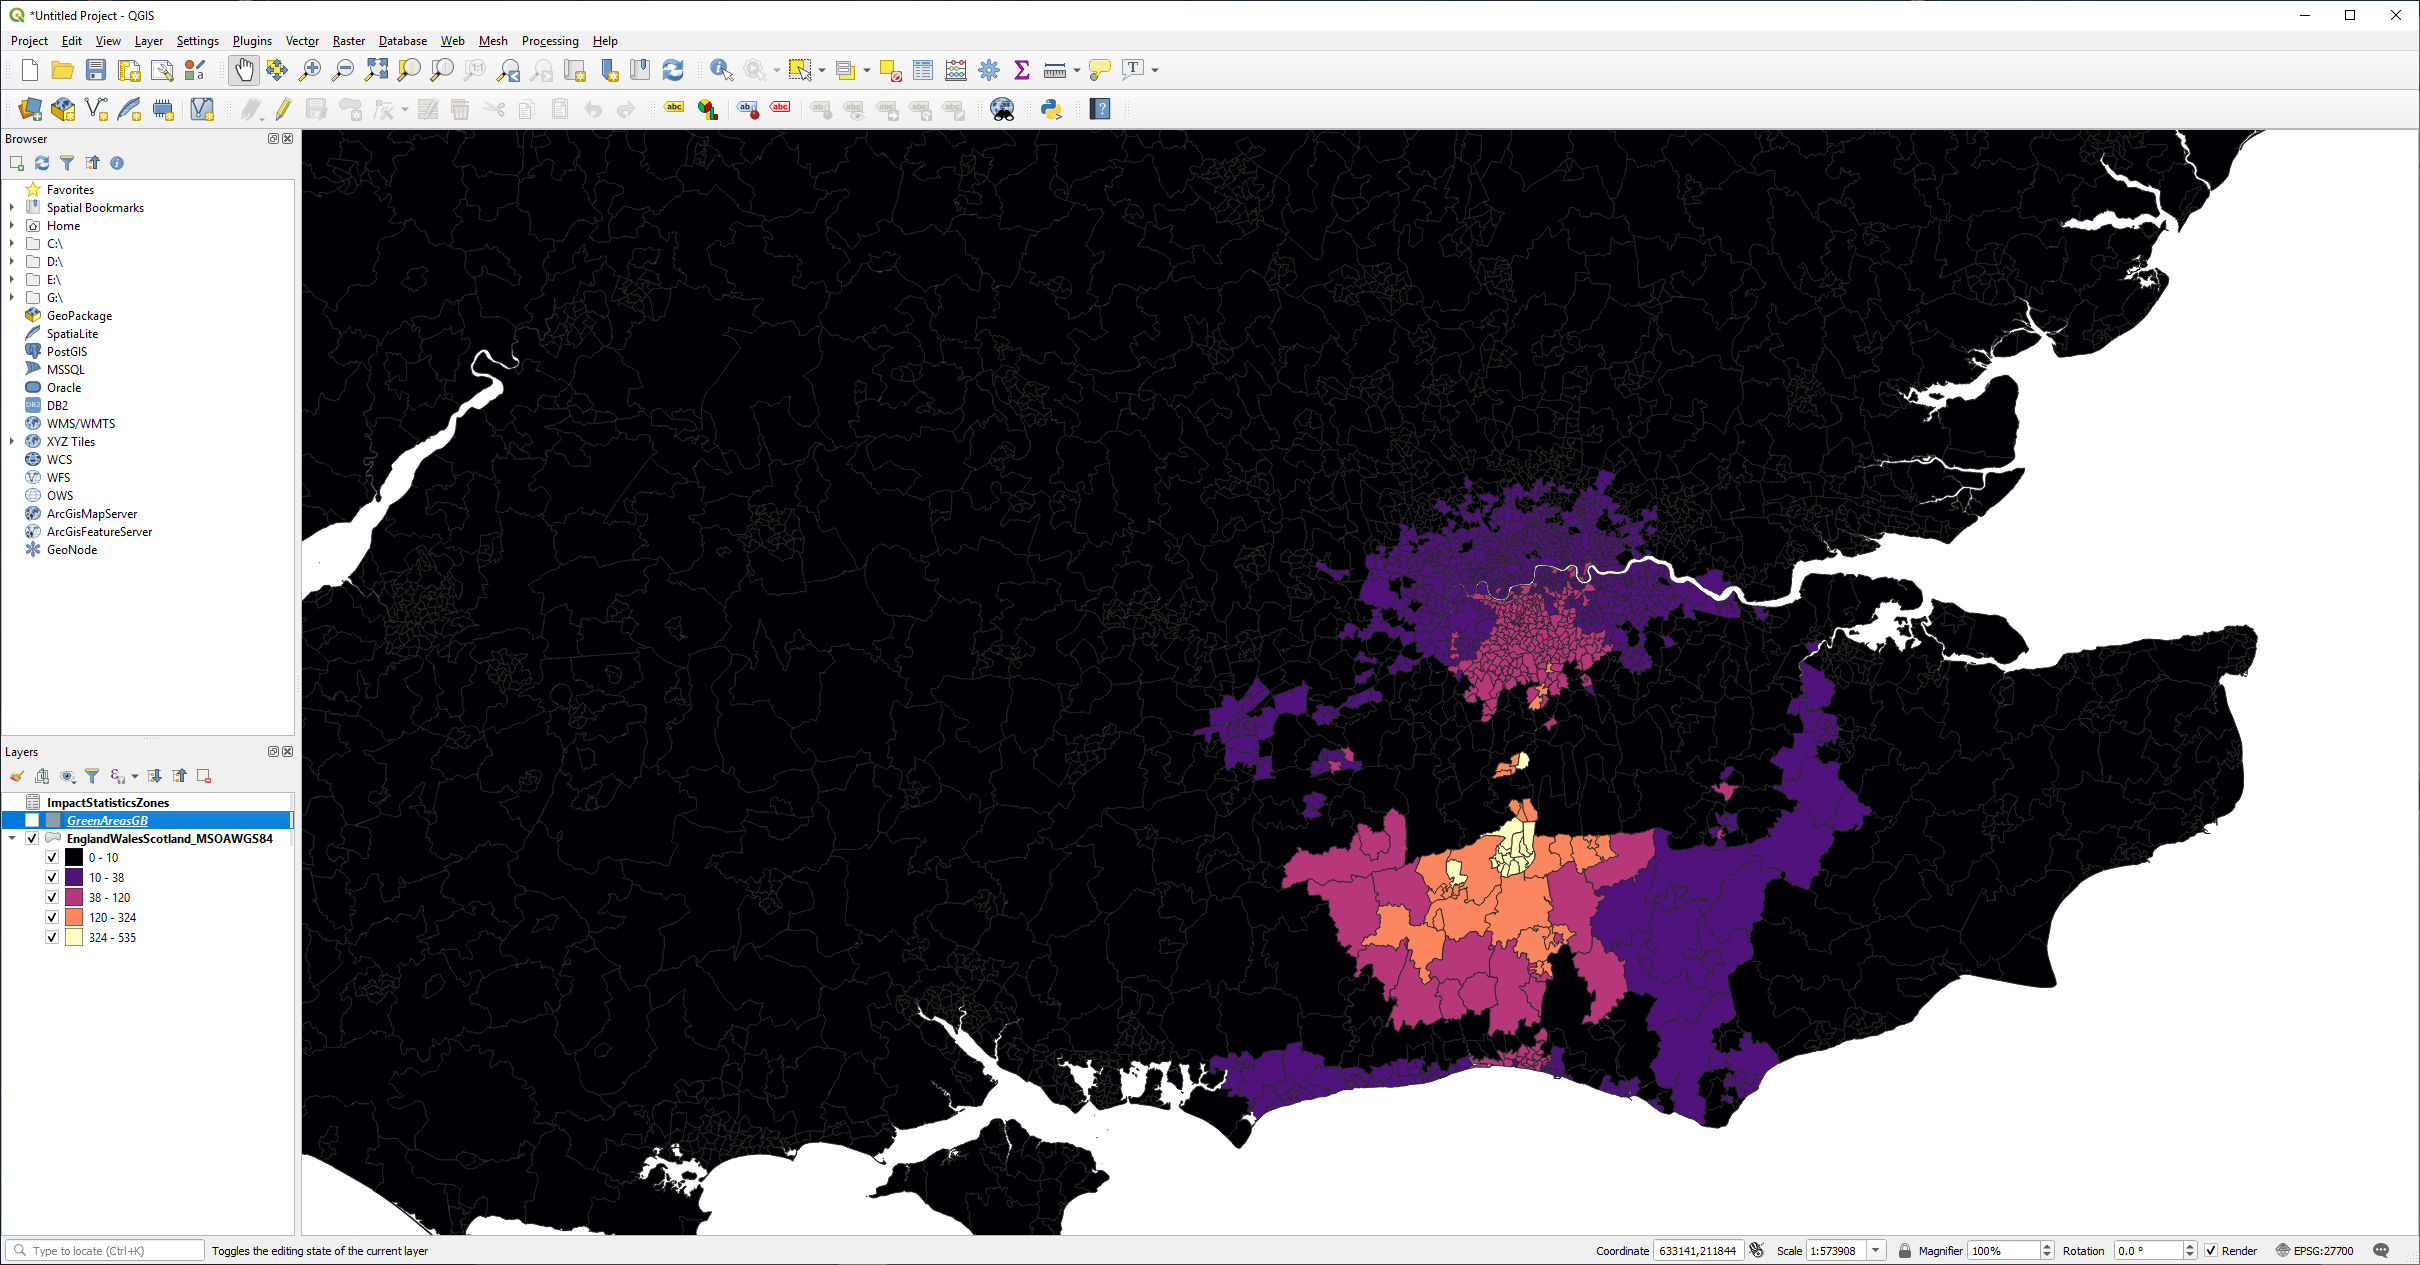 *Untitled Project - QGIS
Project Edit View Layer Settings Plugins Vector Raster Database Web Mesh Processing Help
Browser
Favorites
Spatial Bookmarks
Home
C:\
D:\
E:\
G:\
GeoPackage
SpatiaLite
PostGIS
MSSQL
Oracle
DB2
WMS/WMTS
XYZ Tiles
WCS
WFS
OWS
ArcGisMapServer
ArcGisFeatureServer
GeoNode
Layers
ImpactStatisticsZones
GreenAreasGB
EnglandWalesScotland_MSOAWGS84
0 - 10
10 - 38
38 - 120
120 - 324
324 - 535
Type to locate (Ctrl+K) Toggles the editing state of the current layer Coordinate 633141,211844 Scale 1:573908 Magnifier 100% Rotation 0.0 ° Render EPSG:27700